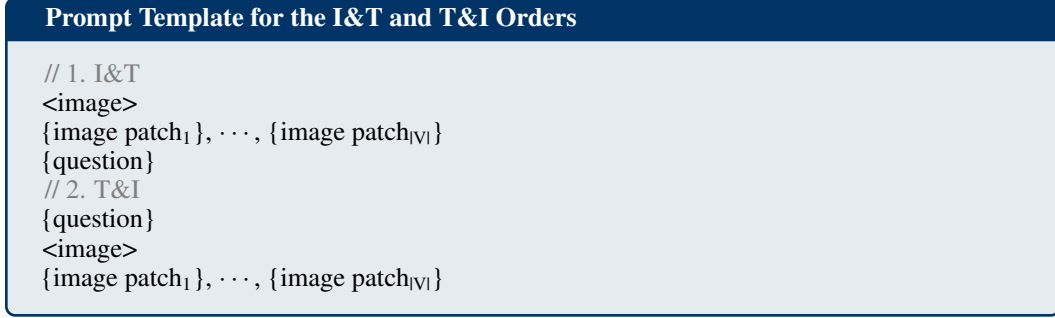 Prompt Template for the I&T and T&I Orders
// 1. I&T
<image>
{image patch₁}, ⋯, {image patch|V|}
{question}
// 2. T&I
{question}
<image>
{image patch₁}, ⋯, {image patch|V|}